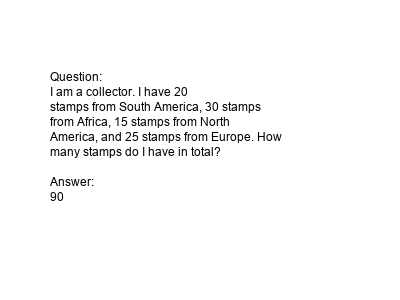 Question:
I am a collector. I have 20
stamps from South America, 30 stamps
from Africa, 15 stamps from North
America, and 25 stamps from Europe. How
many stamps do I have in total?

Answer:
90